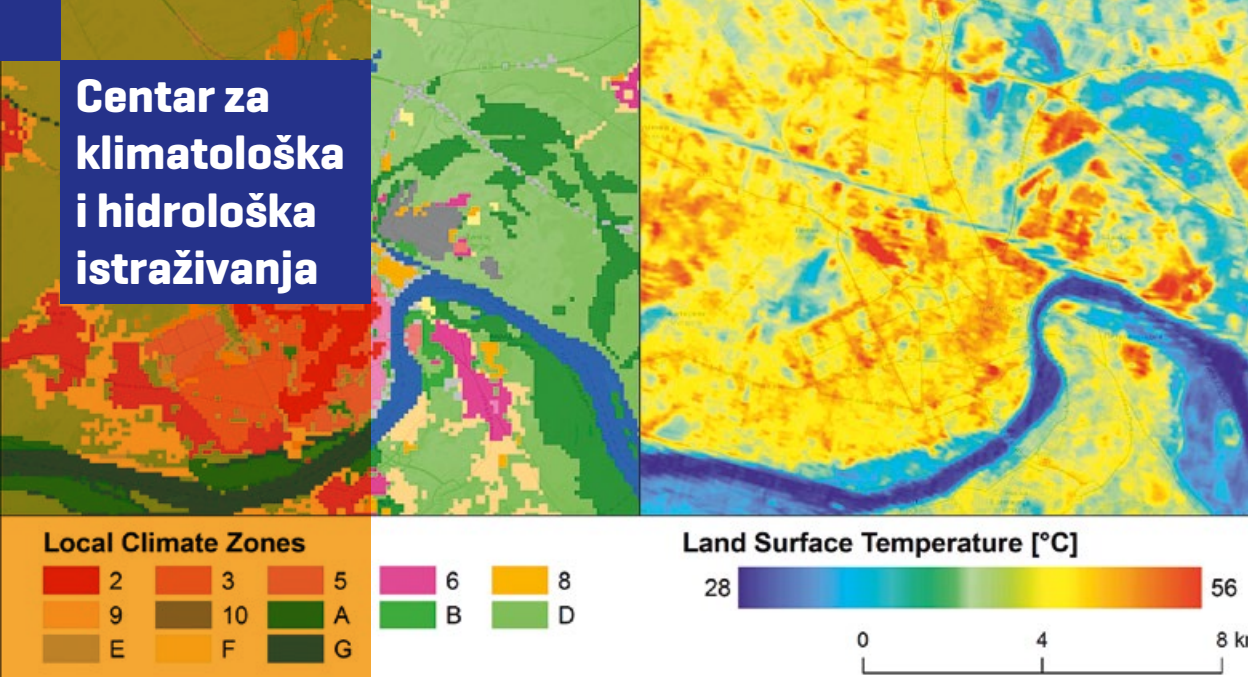 Centar za
klimatološka
i hidrološka
istraživanja
Local Climate Zones
2 3 5 6 8
9 10 A B D
E F G
Land Surface Temperature [°C]
28 56
0 4 8 km